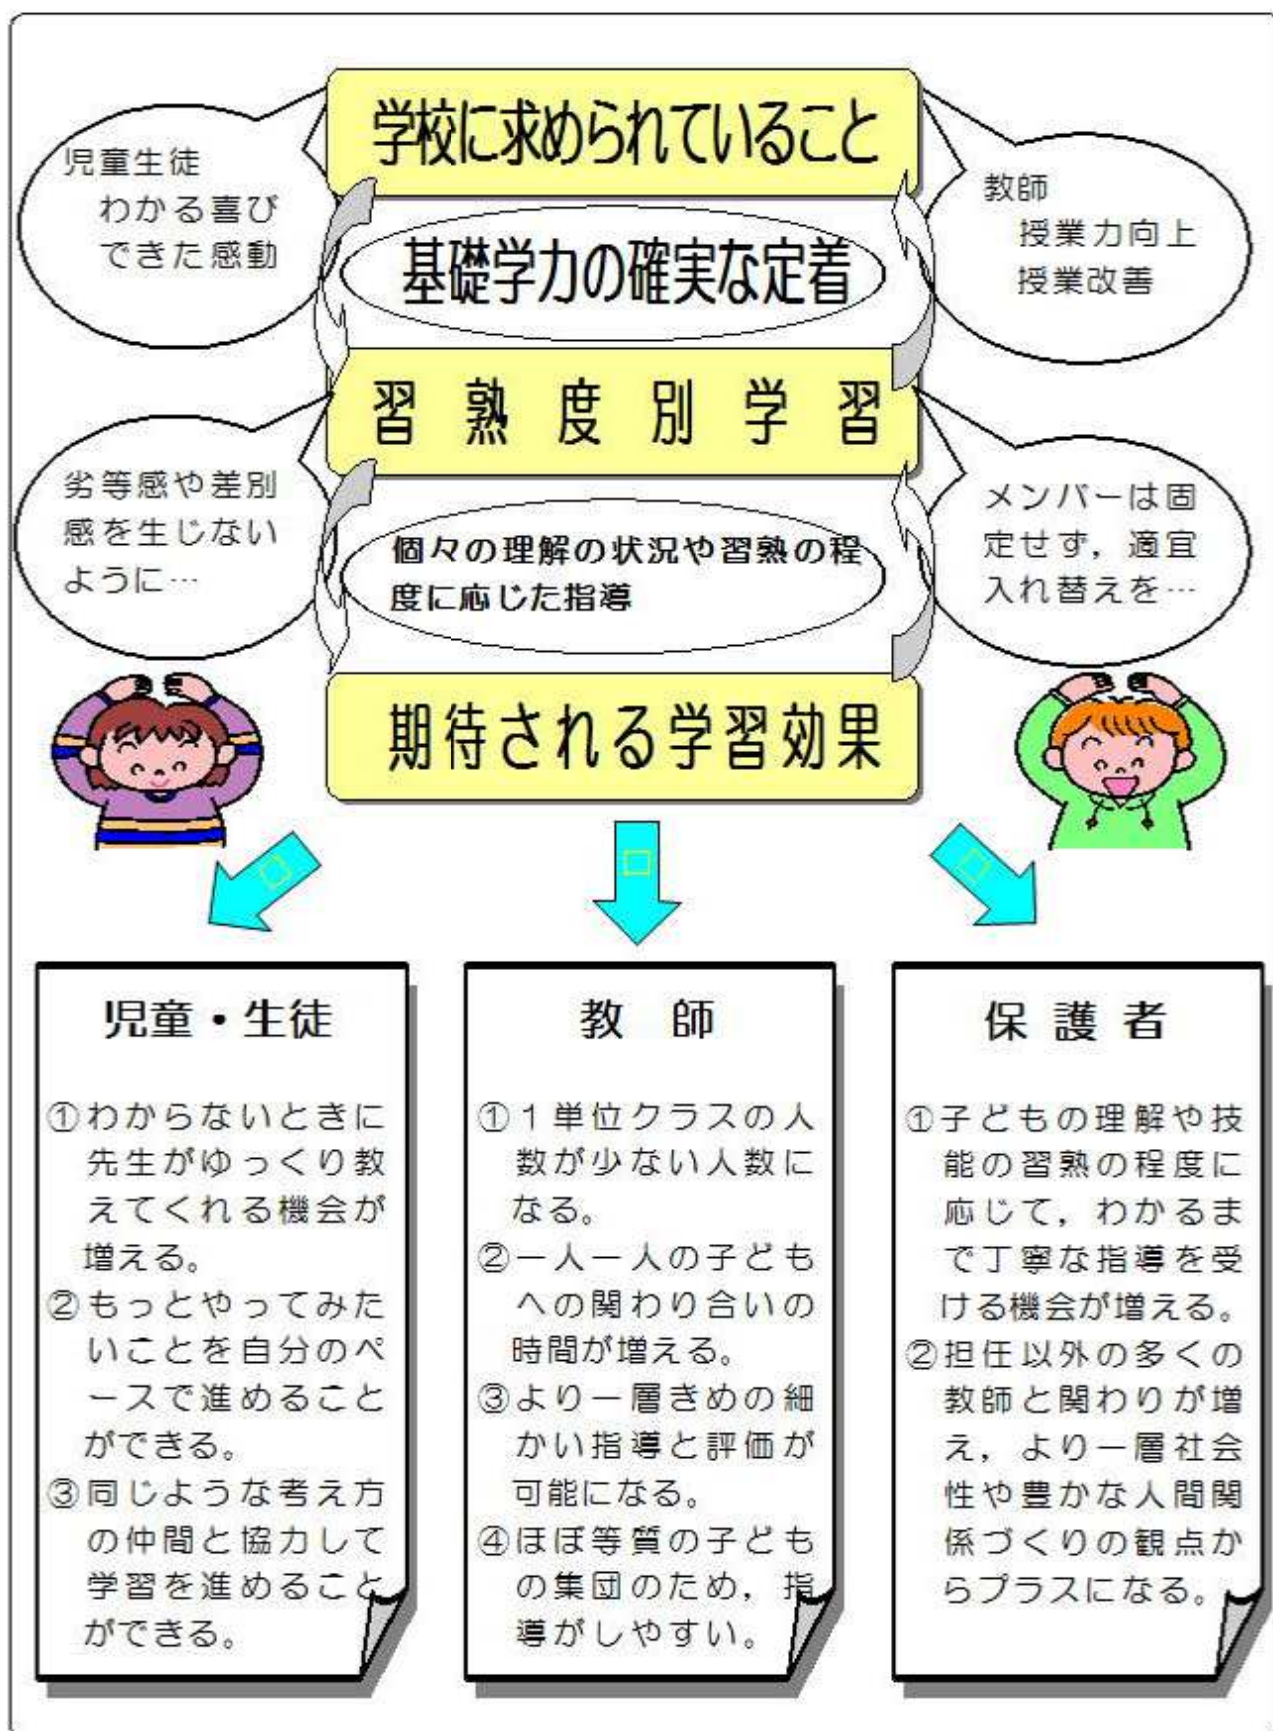 学校に求められていること
児童生徒
わかる喜び
できた感動
教師
授業力向上
授業改善
基礎学力の確実な定着
習熟度別学習
劣等感や差別
感を生じない
ように…
メンバーは固
定せず，適宜
入れ替えを…
個々の理解の状況や習熟の程
度に応じた指導
期待される学習効果
児童・生徒
①わからないときに
先生がゆっくり教
えてくれる機会が
増える。
②もっとやってみた
いことを自分のペ
ースで進めること
ができる。
③同じような考え方
の仲間と協力して
学習を進めること
ができる。
教師
①１単位クラスの人
数が少ない人数に
なる。
②一人一人の子ども
への関わり合いの
時間が増える。
③より一層きめの細
かい指導と評価が
可能になる。
④ほぼ等質の子ども
の集団のため，指
導がしやすい。
保護者
①子どもの理解や技
能の習熟の程度に
応じて，わかるま
で丁寧な指導を受
ける機会が増える。
②担任以外の多くの
教師と関わりが増
え，より一層社会
性や豊かな人間関
係づくりの観点か
らプラスになる。